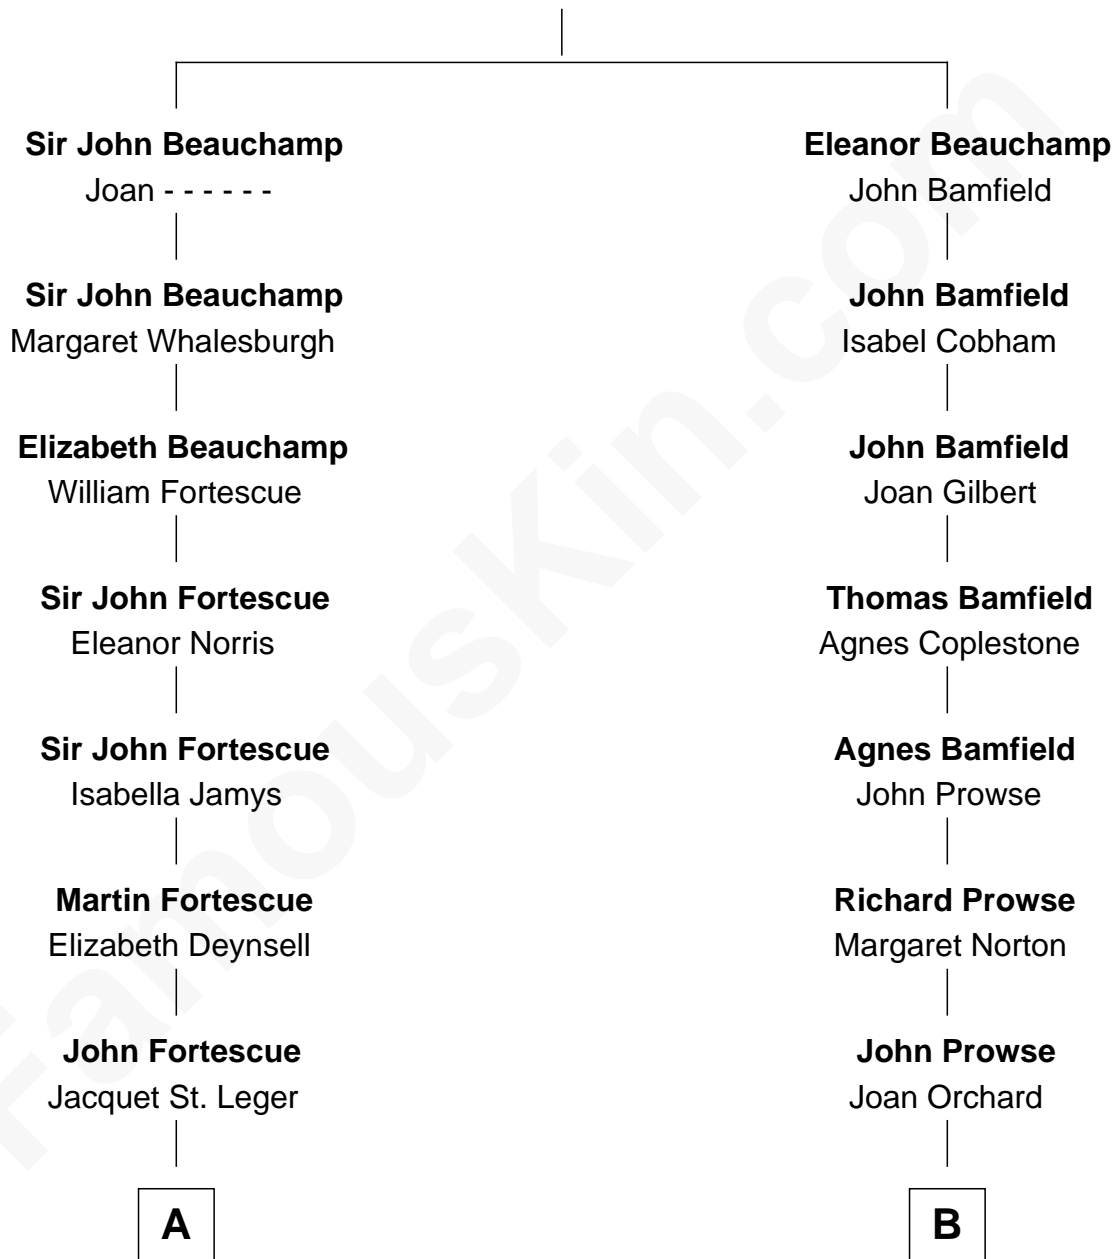 Sir John Beauchamp
Joan - - - - - -
Sir John Beauchamp
Margaret Whalesburgh
Elizabeth Beauchamp
William Fortescue
Sir John Fortescue
Eleanor Norris
Sir John Fortescue
Isabella Jamys
Martin Fortescue
Elizabeth Deynsell
John Fortescue
Jacquet St. Leger
A
Eleanor Beauchamp
John Bamfield
John Bamfield
Isabel Cobham
John Bamfield
Joan Gilbert
Thomas Bamfield
Agnes Coplestone
Agnes Bamfield
John Prowse
Richard Prowse
Margaret Norton
John Prowse
Joan Orchard
B
FamousKin.com